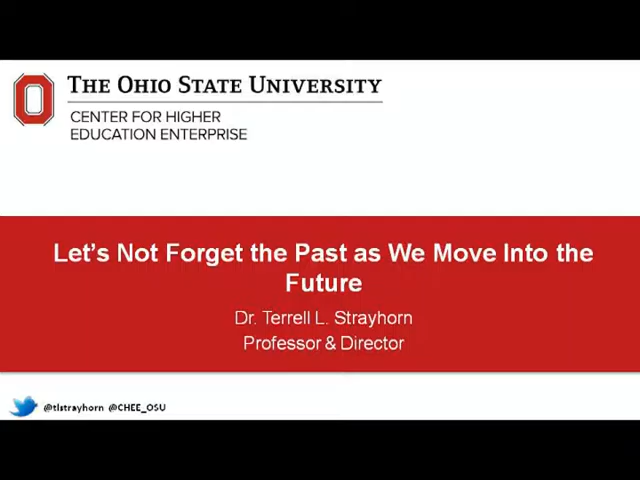 THE OHIO STATE UNIVERSITY
CENTER FOR HIGHER
EDUCATION ENTERPRISE
Let's Not Forget the Past as We Move Into the
Future
Dr. Terrell L. Strayhorn
Professor & Director
@tlstrayhorn @CHEE_OSU